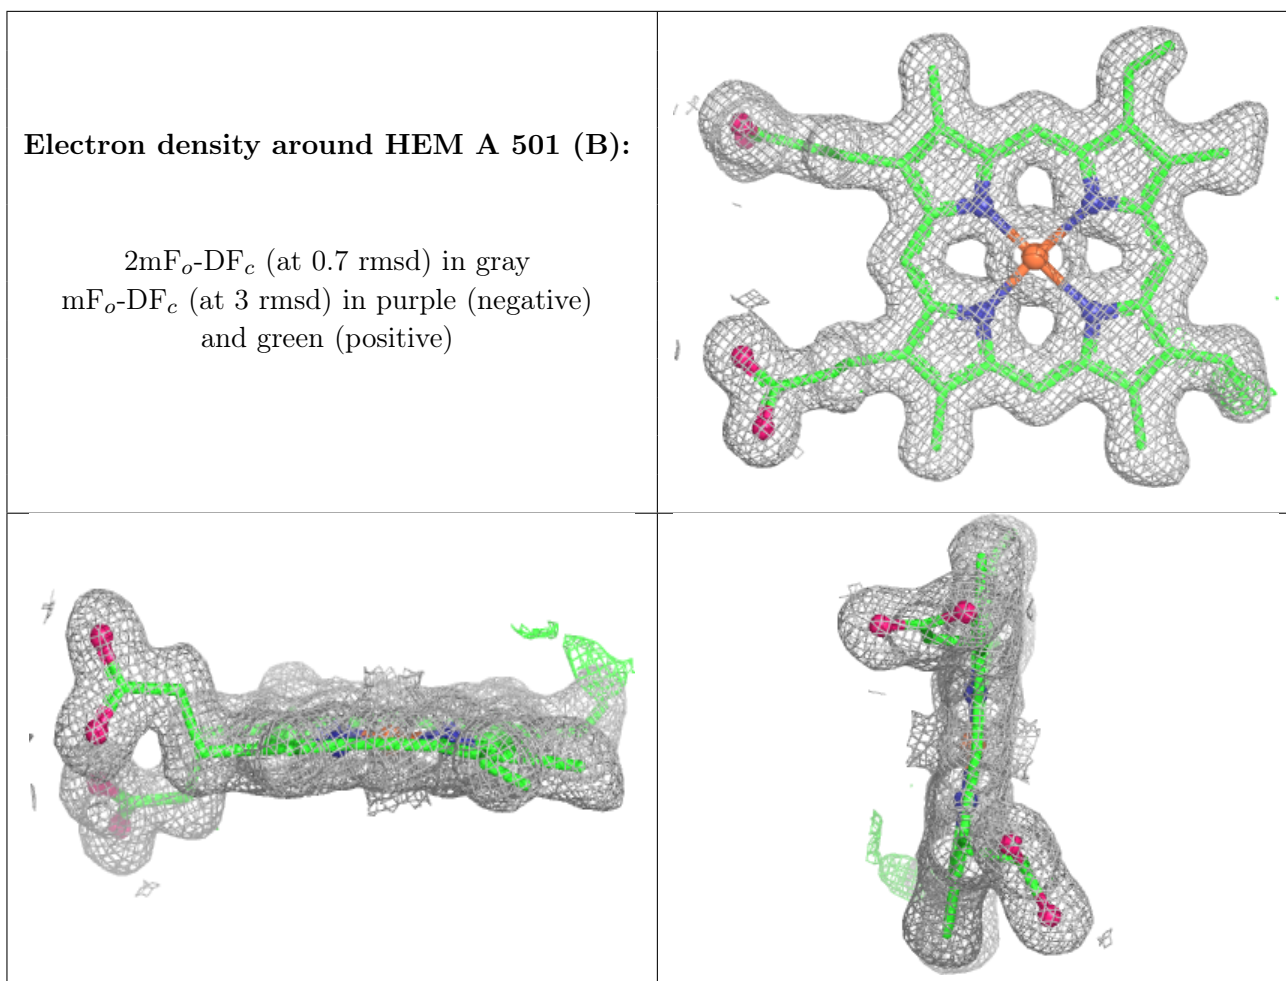 Electron density around HEM A 501 (B):
2mFo-DFc (at 0.7 rmsd) in gray
mFo-DFc (at 3 rmsd) in purple (negative)
and green (positive)